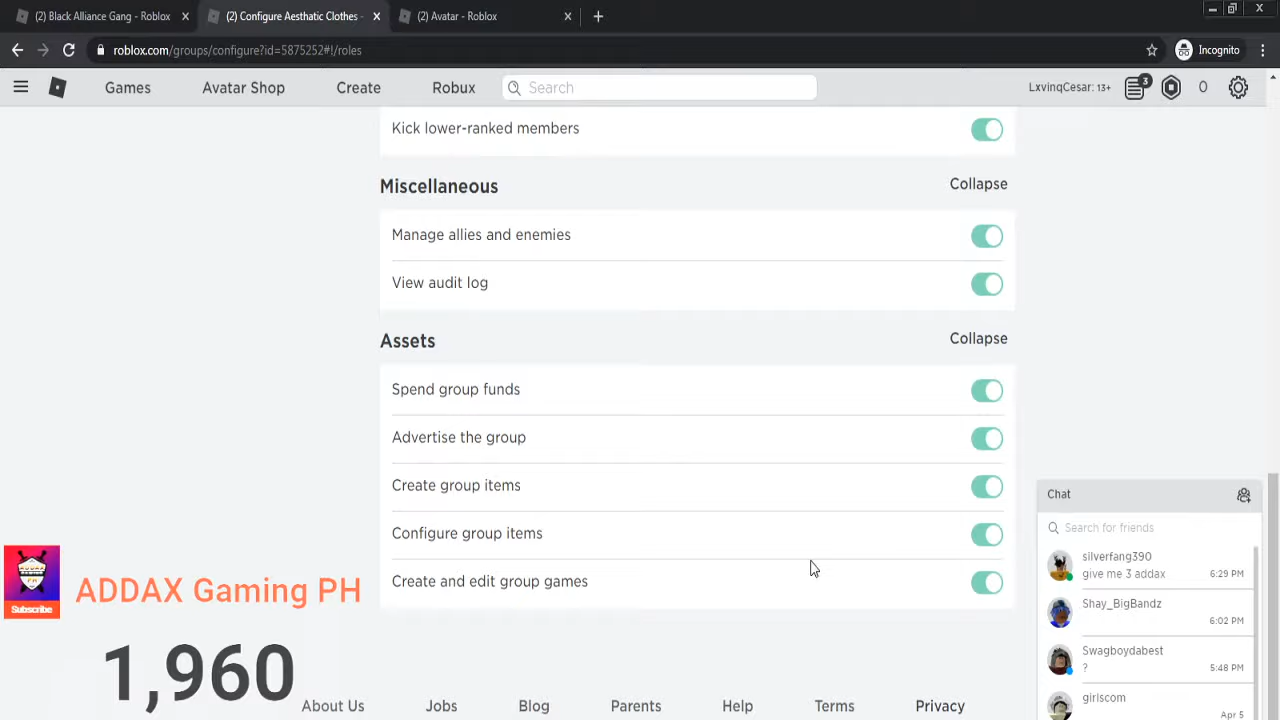 (2) Black Alliance Gang - Roblox
(2) Configure Aesthatic Clothes -
(2) Avatar - Roblox
roblox.com/groups/configure?id=5875252#!/roles
Incognito
Games
Avatar Shop
Create
Robux
Search
LxvinqCesar: 13+
3
0
Kick lower-ranked members
Miscellaneous
Collapse
Manage allies and enemies
View audit log
Assets
Collapse
Spend group funds
Advertise the group
Create group items
Configure group items
Create and edit group games
Chat
Search for friends
silverfang390
give me 3 addax
6:29 PM
Shay_BigBandz
6:02 PM
Swagboydabest
?
5:48 PM
girlscom
Apr 5
Subscribe
ADDAX Gaming PH
1,960
About Us
Jobs
Blog
Parents
Help
Terms
Privacy